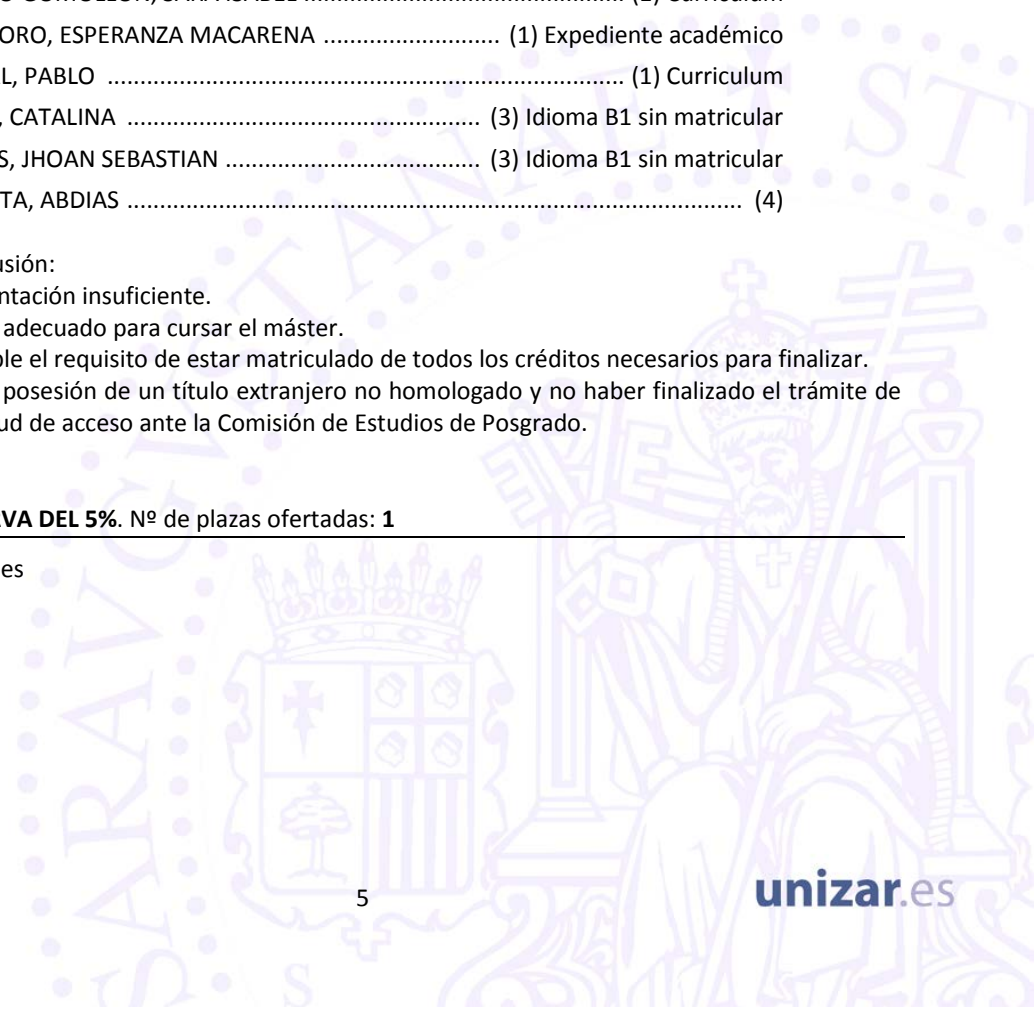 ORO, ESPERANZA MACARENA ........................... (1) Expediente académico
L, PABLO ............................................................................... (1) Curriculum
, CATALINA ...................................................... (3) Idioma B1 sin matricular
S, JHOAN SEBASTIAN ....................................... (3) Idioma B1 sin matricular
TA, ABDIAS ............................................................................................... (4)
usión:
ntación insuficiente.
adecuado para cursar el máster.
ble el requisito de estar matriculado de todos los créditos necesarios para finalizar.
posesión de un título extranjero no homologado y no haber finalizado el trámite de
ud de acceso ante la Comisión de Estudios de Posgrado.
RVA DEL 5%. Nº de plazas ofertadas: 1
es
5
unizar.es